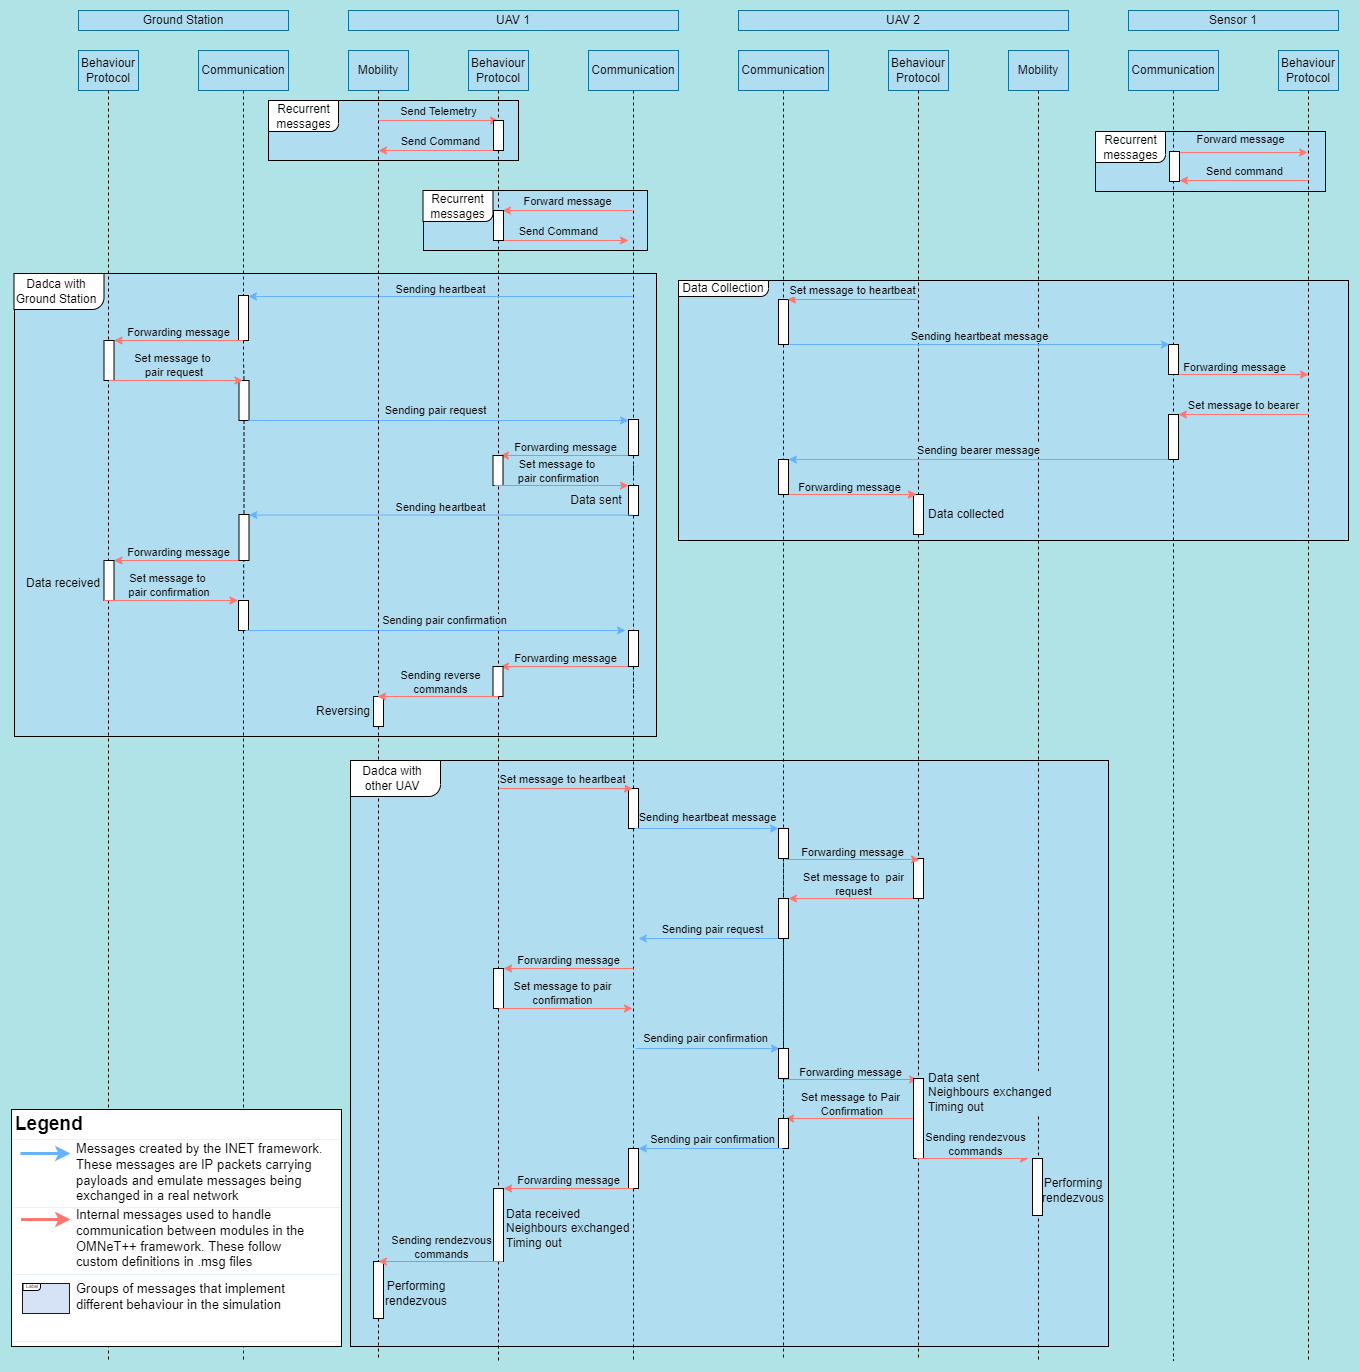 Ground Station
UAV 1
UAV 2
Sensor 1
Behaviour
Protocol
Communication
Mobility
Behaviour
Protocol
Communication
Communication
Behaviour
Protocol
Mobility
Communication
Behaviour
Protocol
Recurrent
messages
Send Telemetry
Send Command
Recurrent
messages
Forward message
Send command
Recurrent
messages
Forward message
Send Command
Dadca with
Ground Station
Sending heartbeat
Forwarding message
Set message to
pair request
Sending pair request
Forwarding message
Set message to
pair confirmation
Data sent
Sending heartbeat
Forwarding message
Data received
Set message to
pair confirmation
Sending pair confirmation
Forwarding message
Sending reverse
commands
Reversing
Data Collection
Set message to heartbeat
Sending heartbeat message
Forwarding message
Set message to bearer
Sending bearer message
Forwarding message
Data collected
Dadca with
other UAV
Set message to heartbeat
Sending heartbeat message
Forwarding message
Set message to pair
request
Sending pair request
Forwarding message
Set message to pair
confirmation
Sending pair confirmation
Forwarding message
Data sent
Neighbours exchanged
Timing out
Set message to Pair
Confirmation
Sending pair confirmation
Sending rendezvous
commands
Performing
rendezvous
Forwarding message
Data received
Neighbours exchanged
Timing out
Sending rendezvous
commands
Performing
rendezvous
Legend
Messages created by the INET framework.
These messages are IP packets carrying
payloads and emulate messages being
exchanged in a real network
Internal messages used to handle
communication between modules in the
OMNeT++ framework. These follow
custom definitions in .msg files
Label
Groups of messages that implement
different behaviour in the simulation